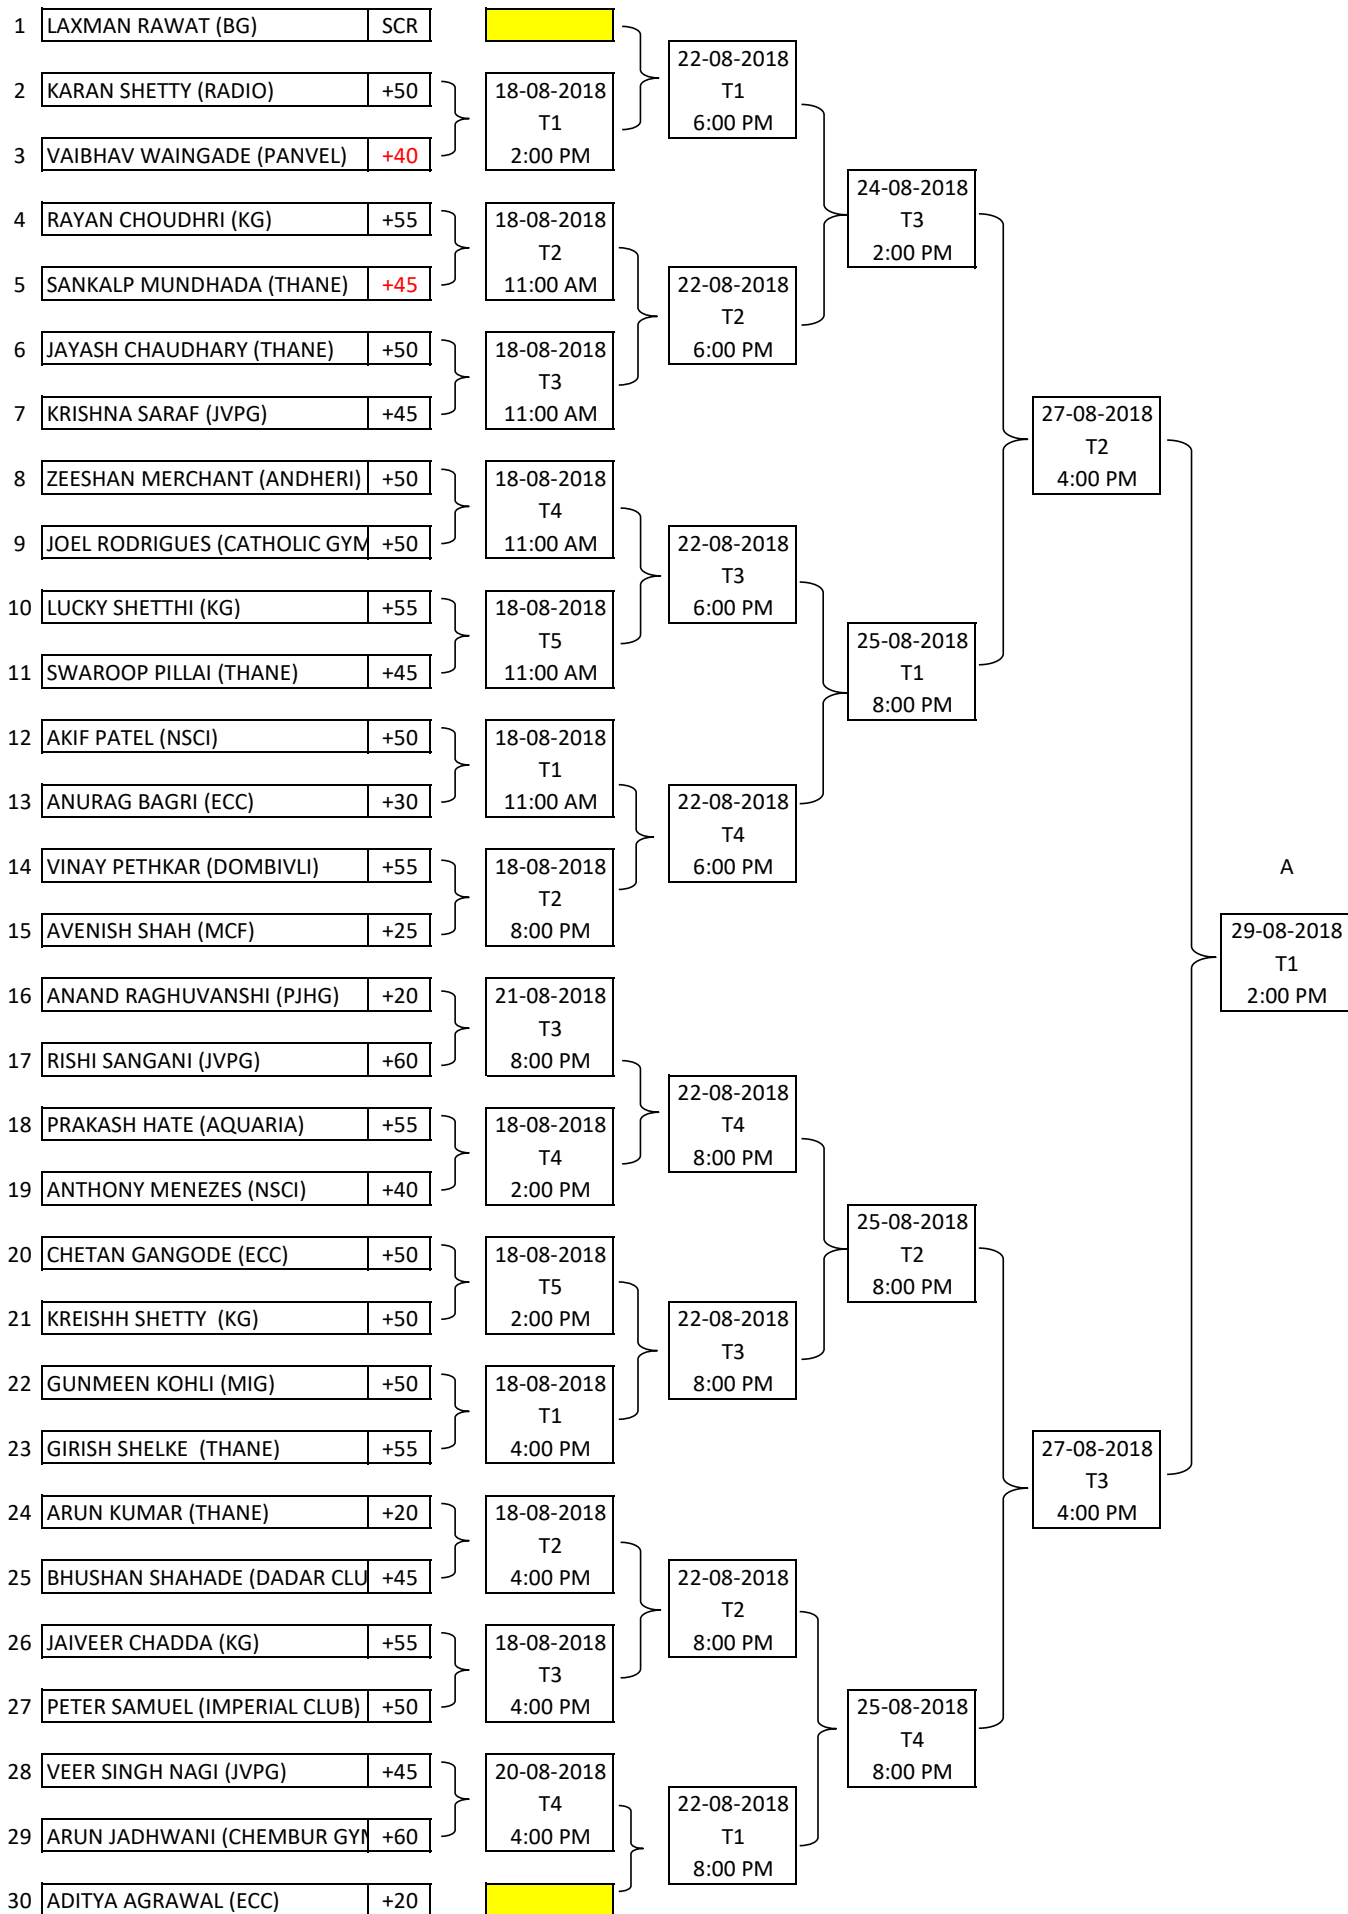 1 LAXMAN RAWAT (BG) SCR
22-08-2018
2 KARAN SHETTY (RADIO) +50 18-08-2018 T1
T1 6:00 PM
3 VAIBHAV WAINGADE (PANVEL) +40 2:00 PM
24-08-2018
4 RAYAN CHOUDHRI (KG) +55 18-08-2018 T3
T2 2:00 PM
5 SANKALP MUNDHADA (THANE) +45 11:00 AM 22-08-2018
T2
6 JAYASH CHAUDHARY (THANE) +50 18-08-2018 6:00 PM
T3
7 KRISHNA SARAF (JVPG) +45 11:00 AM 27-08-2018
T2
8 ZEESHAN MERCHANT (ANDHERI) +50 18-08-2018 4:00 PM
T4
9 JOEL RODRIGUES (CATHOLIC GYM +50 11:00 AM 22-08-2018
T3
10 LUCKY SHETTHI (KG) +55 18-08-2018 6:00 PM
T5 25-08-2018
11 SWAROOP PILLAI (THANE) +45 11:00 AM T1
8:00 PM
12 AKIF PATEL (NSCI) +50 18-08-2018
T1
13 ANURAG BAGRI (ECC) +30 11:00 AM 22-08-2018
T4
14 VINAY PETHKAR (DOMBIVLI) +55 18-08-2018 6:00 PM A
T2
15 AVENISH SHAH (MCF) +25 8:00 PM 29-08-2018
T1
16 ANAND RAGHUVANSHI (PJHG) +20 21-08-2018 2:00 PM
T3
17 RISHI SANGANI (JVPG) +60 8:00 PM
22-08-2018
18 PRAKASH HATE (AQUARIA) +55 18-08-2018 T4
T4 8:00 PM
19 ANTHONY MENEZES (NSCI) +40 2:00 PM
25-08-2018
20 CHETAN GANGODE (ECC) +50 18-08-2018 T2
T5 8:00 PM
21 KREISHH SHETTY (KG) +50 2:00 PM 22-08-2018
T3
22 GUNMEEN KOHLI (MIG) +50 18-08-2018 8:00 PM
T1
23 GIRISH SHELKE (THANE) +55 4:00 PM 27-08-2018
T3
24 ARUN KUMAR (THANE) +20 18-08-2018 4:00 PM
T2
25 BHUSHAN SHAHADE (DADAR CLU +45 4:00 PM 22-08-2018
T2
26 JAIVEER CHADDA (KG) +55 18-08-2018 8:00 PM
T3
27 PETER SAMUEL (IMPERIAL CLUB) +50 4:00 PM 25-08-2018
T4
28 VEER SINGH NAGI (JVPG) +45 20-08-2018 8:00 PM
T4 22-08-2018
29 ARUN JADHWANI (CHEMBUR GYM +60 4:00 PM T1
8:00 PM
30 ADITYA AGRAWAL (ECC) +20